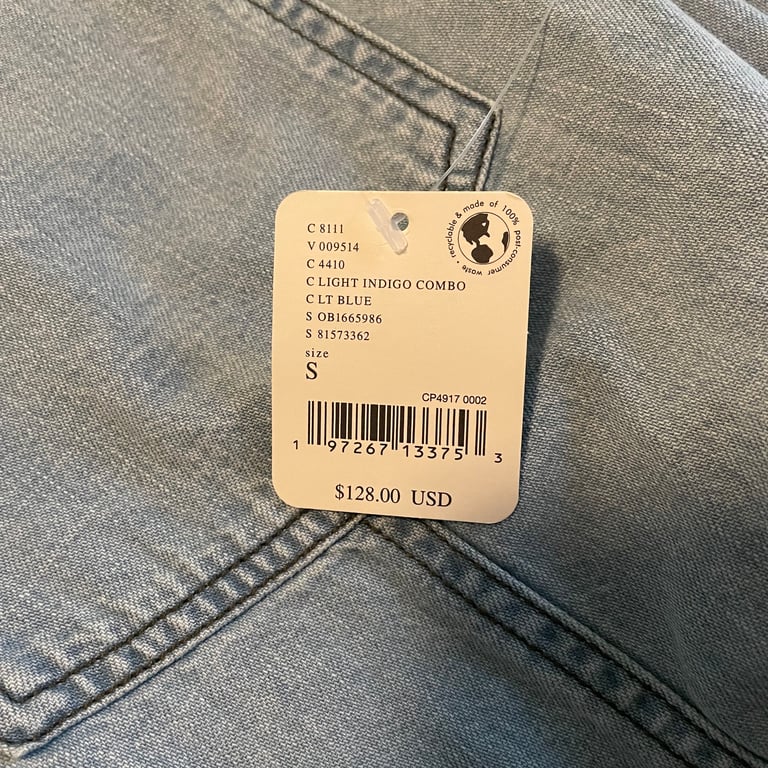 C 8111
V 009514
C 4410
C LIGHT INDIGO COMBO
C LT BLUE
S OB1665986
S 81573362
size
S
recyclable & made of 100% post-consumer waste •
CP4917 0002
1 97267 13375 3
$128.00 USD